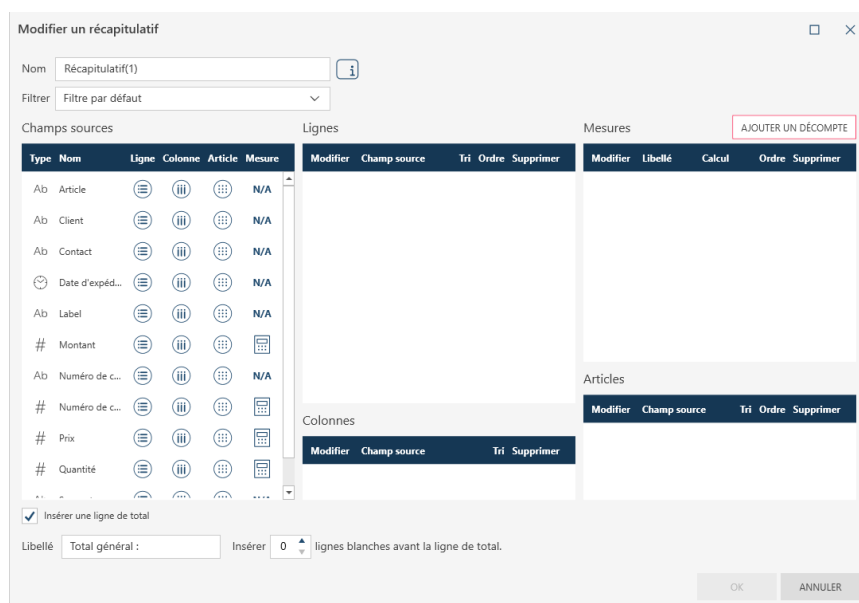 Modifier un récapitulatif
Nom Récapitulatif(1) i
Filtrer Filtre par défaut
Champs sources
Type Nom Ligne Colonne Article Mesure
Ab Article N/A
Ab Client N/A
Ab Contact N/A
Date d'expéd... N/A
Ab Label N/A
# Montant
Ab Numéro de c... N/A
# Numéro de c...
# Prix
# Quantité
Lignes
Modifier Champ source Tri Ordre Supprimer
Colonnes
Modifier Champ source Tri Supprimer
Mesures AJOUTER UN DÉCOMPTE
Modifier Libellé Calcul Ordre Supprimer
Articles
Modifier Champ source Tri Ordre Supprimer
Insérer une ligne de total
Libellé Total général : Insérer 0 lignes blanches avant la ligne de total.
OK ANNULER